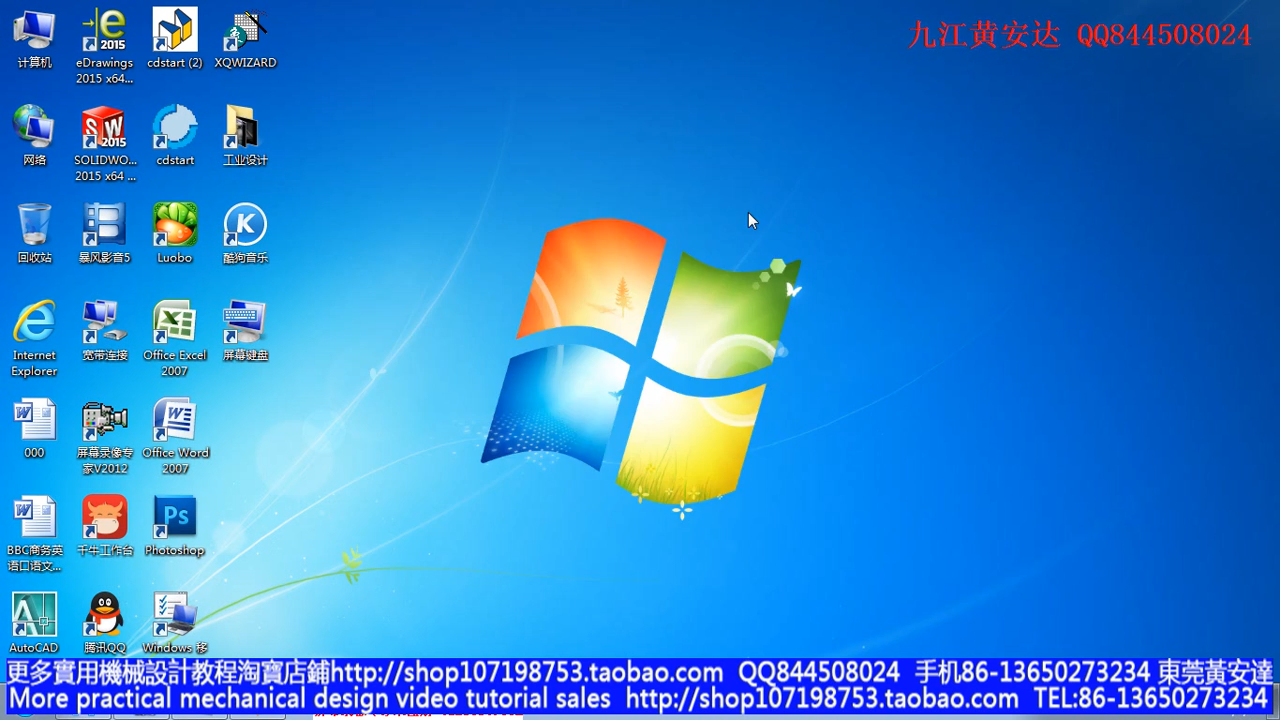 九江黄安达 QQ844508024
计算机
eDrawings
2015 x64...
cdstart (2)
XQWIZARD
网络
SOLIDWO...
2015 x64 ...
cdstart
工业设计
回收站
暴风影音5
Luobo
酷狗音乐
Internet
Explorer
宽带连接
Office Excel
2007
屏幕键盘
000
屏幕录像专
家V2012
Office Word
2007
BBC商务英
语口语文...
千牛工作台
Photoshop
AutoCAD
腾讯QQ
Windows 移
更多實用機械設計教程淘寶店鋪http://shop107198753.taobao.com QQ844508024 手机86-13650273234 東莞黃安達
More practical mechanical design video tutorial sales http://shop107198753.taobao.com TEL:86-13650273234